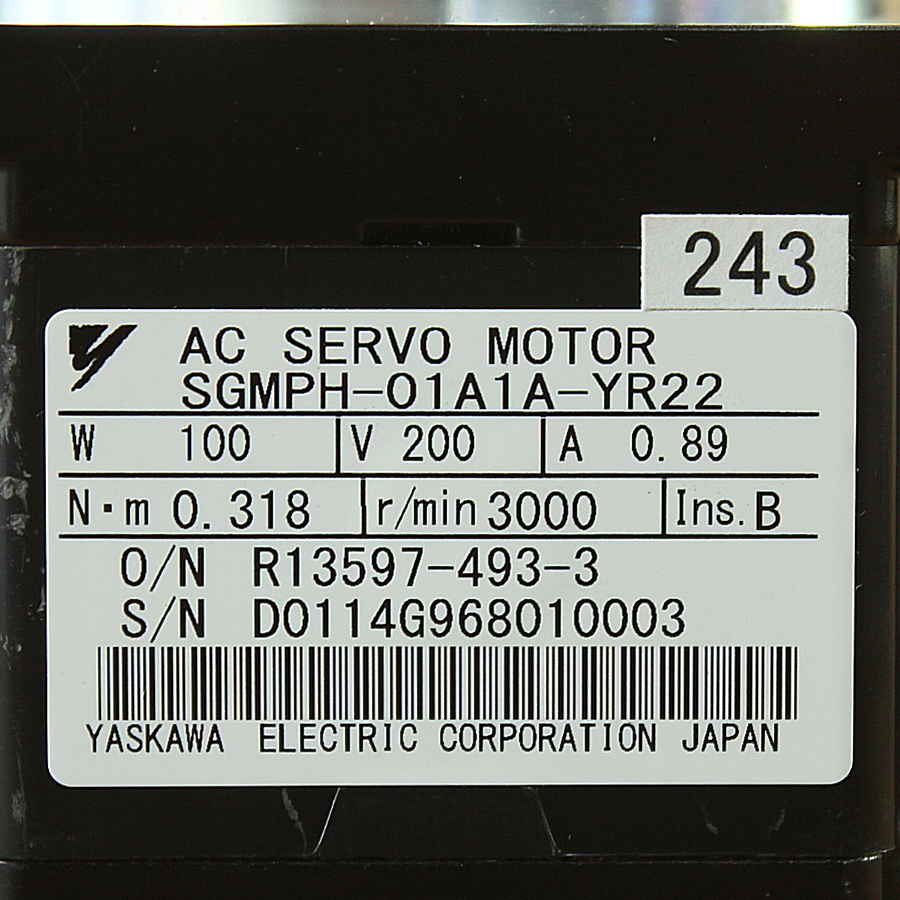 243
AC SERVO MOTOR
SGMPH-01A1A-YR22
W 100 V 200 A 0.89
N·m 0.318 r/min 3000 Ins. B
O/N R13597-493-3
S/N D0114G968010003
YASKAWA ELECTRIC CORPORATION JAPAN